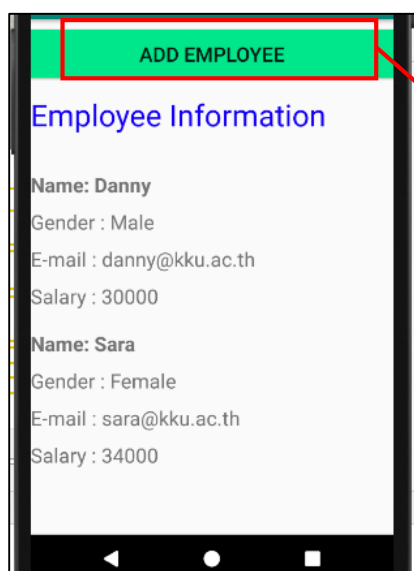 ADD EMPLOYEE
Employee Information
Name: Danny
Gender : Male
E-mail : danny@kku.ac.th
Salary : 30000
Name: Sara
Gender : Female
E-mail : sara@kku.ac.th
Salary : 34000